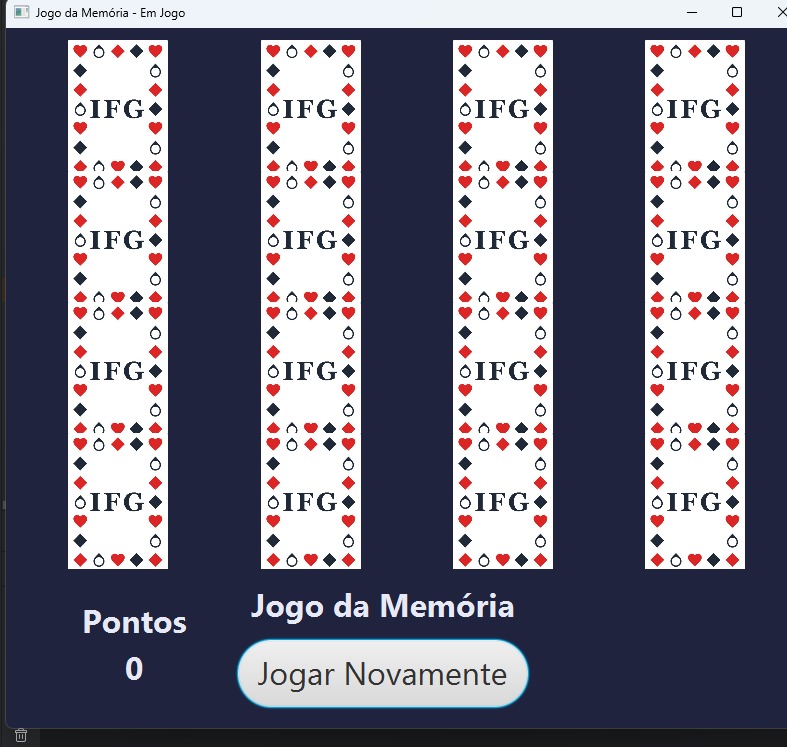 Jogo da Memória - Em Jogo
IFG IFG IFG IFG
IFG IFG IFG IFG
IFG IFG IFG IFG
IFG IFG IFG IFG
Jogo da Memória
Pontos
0
Jogar Novamente